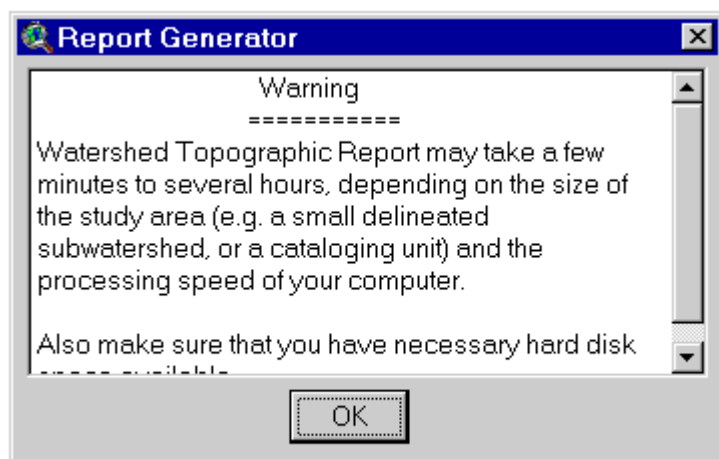 Report Generator
Warning
===========
Watershed Topographic Report may take a few
minutes to several hours, depending on the size of
the study area (e.g. a small delineated
subwatershed, or a cataloging unit) and the
processing speed of your computer.
Also make sure that you have necessary hard disk
space available
OK